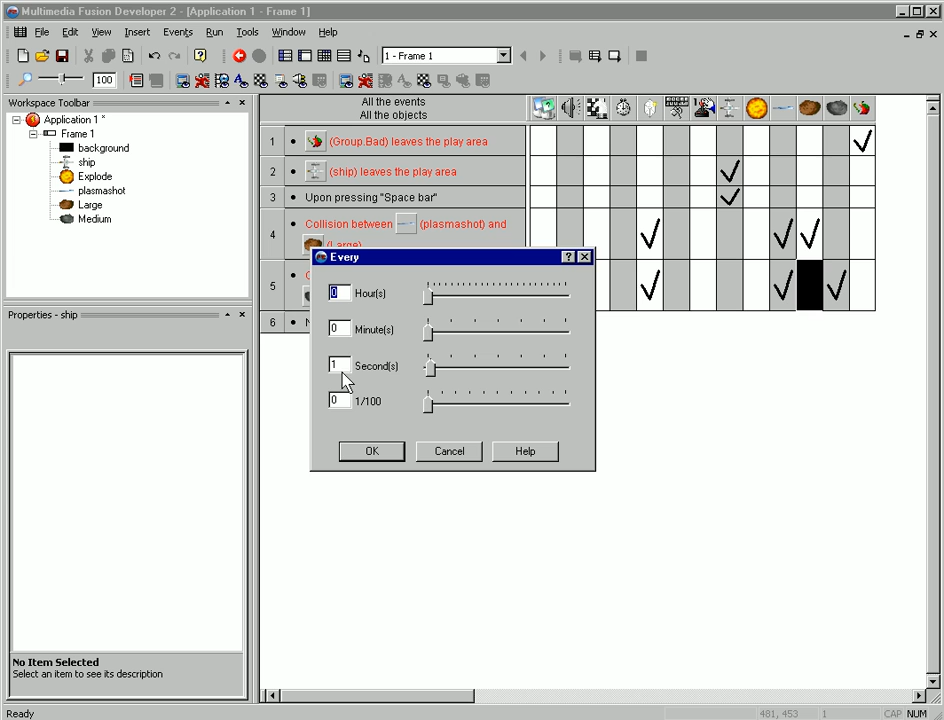 Multimedia Fusion Developer 2 - [Application 1 - Frame 1]
File Edit View Insert Events Run Tools Window Help
1 - Frame 1
100
Workspace Toolbar
Application 1 *
Frame 1
background
ship
Explode
plasmashot
Large
Medium
Properties - ship
No Item Selected
Select an item to see its description
All the events
All the objects
1 • (Group.Bad) leaves the play area
2 • (ship) leaves the play area
3 • Upon pressing "Space bar"
4 • Collision between (plasmashot) and
(Large)
5 •
6 •
Every
0 Hour(s)
0 Minute(s)
1 Second(s)
0 1/100
OK Cancel Help
Ready
481, 453 1 CAP NUM